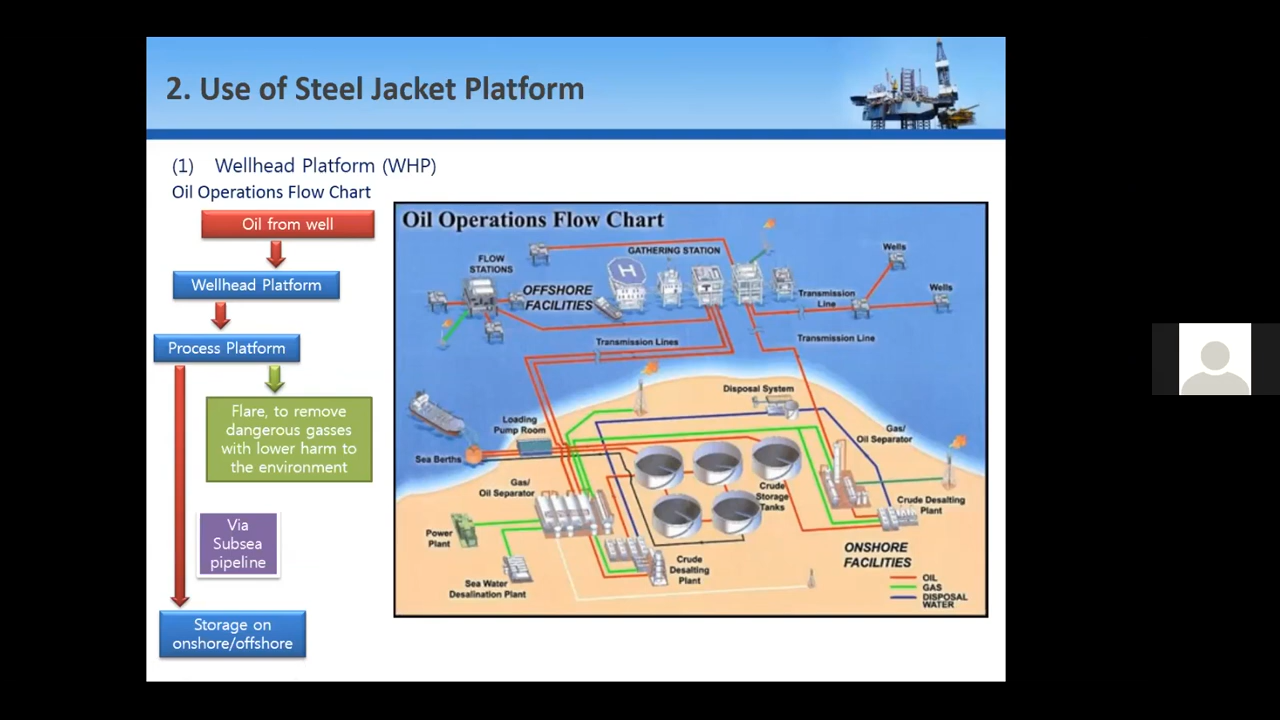 2. Use of Steel Jacket Platform
(1) Wellhead Platform (WHP)
Oil Operations Flow Chart
Oil from well
Wellhead Platform
Process Platform
Flare, to remove
dangerous gasses
with lower harm to
the environment
Via
Subsea
pipeline
Storage on
onshore/offshore
Oil Operations Flow Chart
FLOW
STATIONS
GATHERING STATION
H
Wells
OFFSHORE
FACILITIES
Transmission
Line
Wells
Transmission Lines
Transmission Line
Disposal System
Loading
Pump Room
Gas/
Oil Separator
Sea Berths
Gas/
Oil Separator
Crude
Storage
Tanks
Crude Desalting
Plant
Power
Plant
Crude
Desalting
Plant
Sea Water
Desalination Plant
ONSHORE
FACILITIES
OIL
GAS
DISPOSAL
WATER